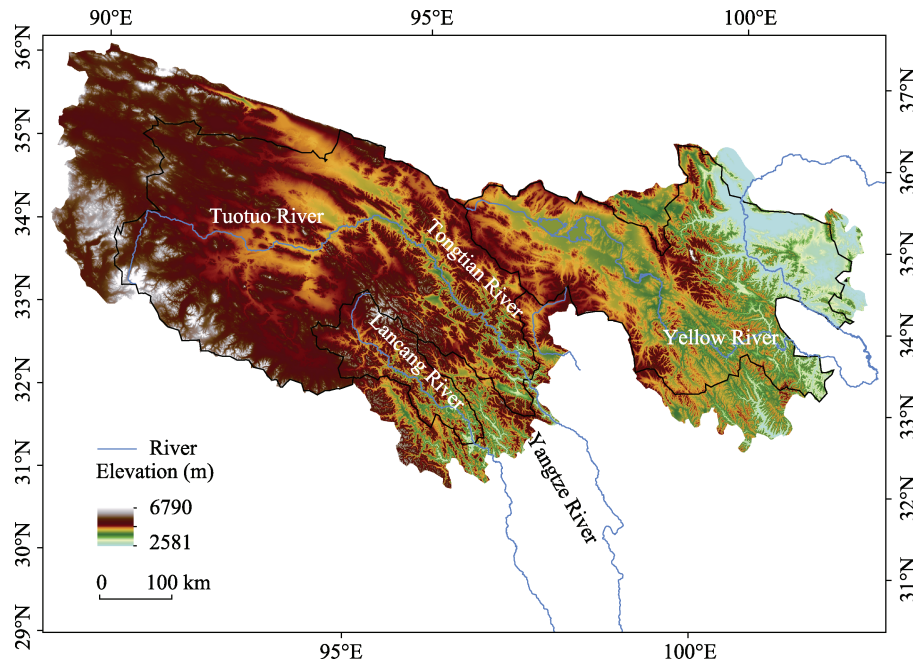 90°E 95°E 100°E
36°N
35°N
34°N
33°N
32°N
31°N
30°N
29°N
37°N
36°N
35°N
34°N
33°N
32°N
31°N
Tuotuo River
Tongtian River
Lancang River
Yellow River
Yangtze River
River
Elevation (m)
6790
2581
0 100 km
95°E 100°E